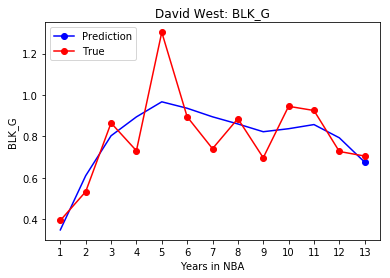 David West: BLK_G
Prediction
True
BLK_G
1.2
1.0
0.8
0.6
0.4
1 2 3 4 5 6 7 8 9 10 11 12 13
Years in NBA